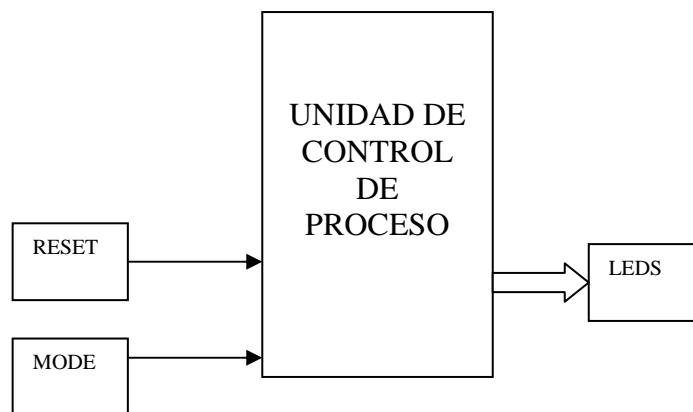 UNIDAD DE
CONTROL
DE
PROCESO
RESET
LEDS
MODE